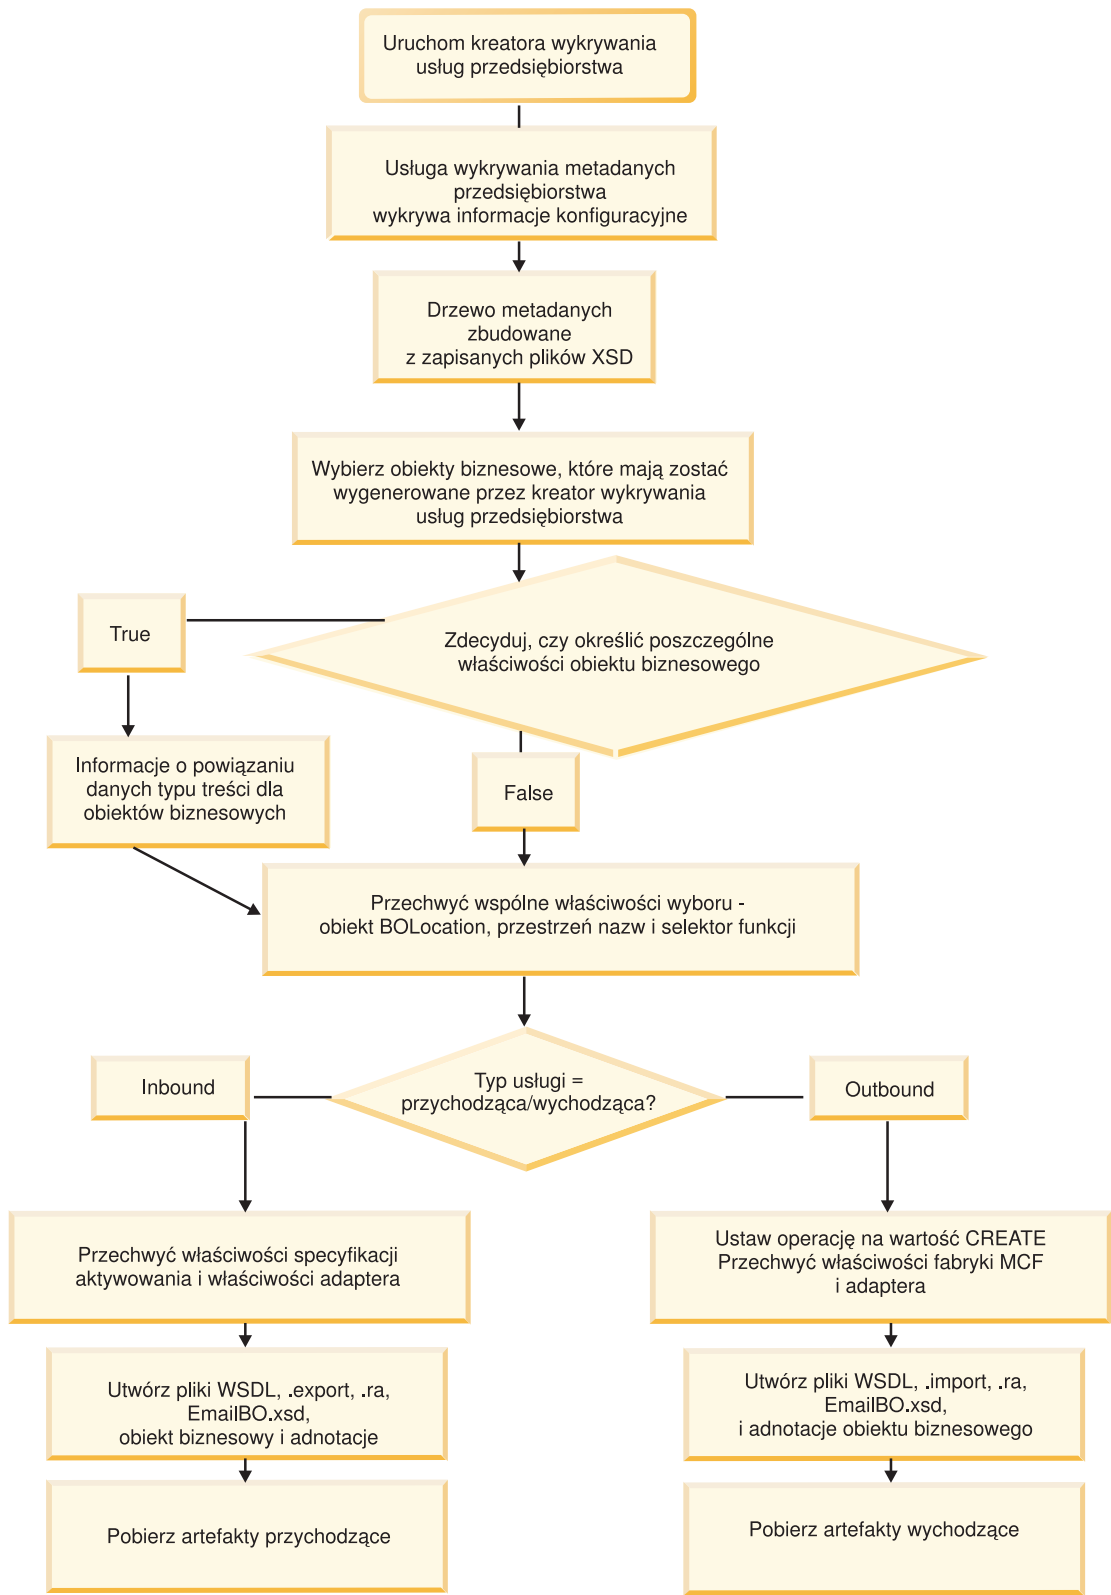 Uruchom kreatora wykrywania
usług przedsiębiorstwa
Usługa wykrywania metadanych
przedsiębiorstwa
wykrywa informacje konfiguracyjne
Drzewo metadanych
zbudowane
z zapisanych plików XSD
Wybierz obiekty biznesowe, które mają zostać
wygenerowane przez kreator wykrywania
usług przedsiębiorstwa
True
Zdecyduj, czy określić poszczególne
właściwości obiektu biznesowego
Informacje o powiązaniu
danych typu treści dla
obiektów biznesowych
False
Przechwyć wspólne właściwości wyboru -
obiekt BOLocation, przestrzeń nazw i selektor funkcji
Inbound
Typ usługi =
przychodząca/wychodząca?
Outbound
Przechwyć właściwości specyfikacji
aktywowania i właściwości adaptera
Ustaw operację na wartość CREATE
Przechwyć właściwości fabryki MCF
i adaptera
Utwórz pliki WSDL, .export, .ra,
EmailBO.xsd,
obiekt biznesowy i adnotacje
Utwórz pliki WSDL, .import, .ra,
EmailBO.xsd,
i adnotacje obiektu biznesowego
Pobierz artefakty przychodzące
Pobierz artefakty wychodzące